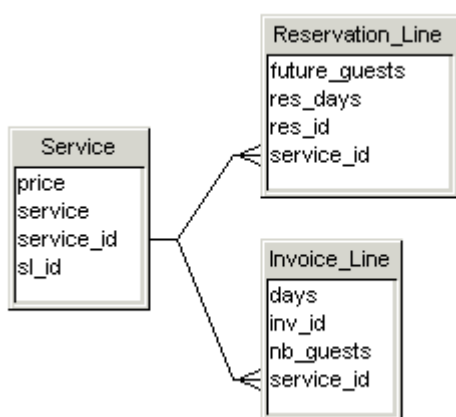 Service
price
service
service_id
sl_id
Reservation_Line
future_guests
res_days
res_id
service_id
Invoice_Line
days
inv_id
nb_guests
service_id